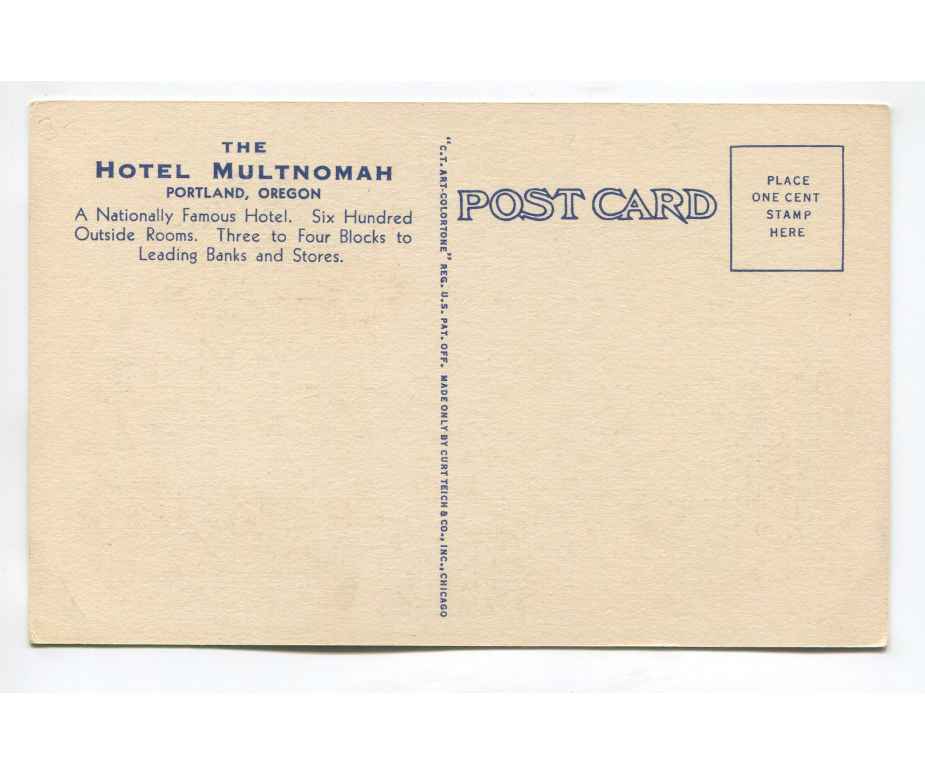 THE
HOTEL MULTNOMAH
PORTLAND, OREGON
A Nationally Famous Hotel. Six Hundred
Outside Rooms. Three to Four Blocks to
Leading Banks and Stores.
"C.T. ART-COLORTONE" REG. U.S. PAT. OFF. MADE ONLY BY CURT TEICH & CO., INC., CHICAGO
POST CARD
PLACE
ONE CENT
STAMP
HERE